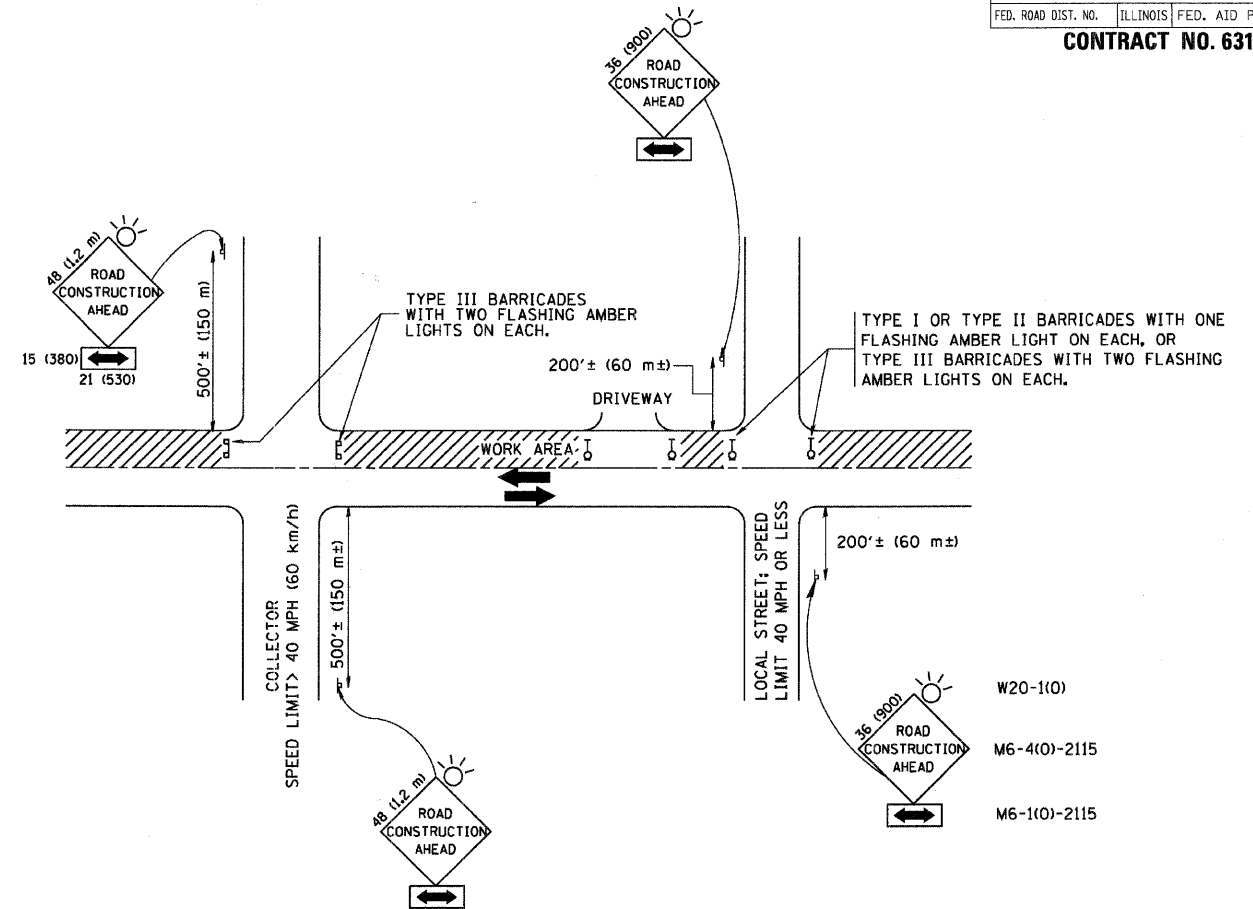 FED. ROAD DIST. NO. ILLINOIS FED. AID P
CONTRACT NO. 631
36 (900)
ROAD
CONSTRUCTION
AHEAD
48 (1.2 m)
ROAD
CONSTRUCTION
AHEAD
15 (380)
21 (530)
500'± (150 m)
TYPE III BARRICADES
WITH TWO FLASHING AMBER
LIGHTS ON EACH.
200'± (60 m±)
DRIVEWAY
TYPE I OR TYPE II BARRICADES WITH ONE
FLASHING AMBER LIGHT ON EACH, OR
TYPE III BARRICADES WITH TWO FLASHING
AMBER LIGHTS ON EACH.
WORK AREA
COLLECTOR
SPEED LIMIT> 40 MPH (60 km/h)
500'± (150 m±)
LOCAL STREET; SPEED
LIMIT 40 MPH OR LESS
200'± (60 m±)
48 (1.2 m)
ROAD
CONSTRUCTION
AHEAD
36 (900)
ROAD
CONSTRUCTION
AHEAD
W20-1(O)
M6-4(O)-2115
M6-1(O)-2115